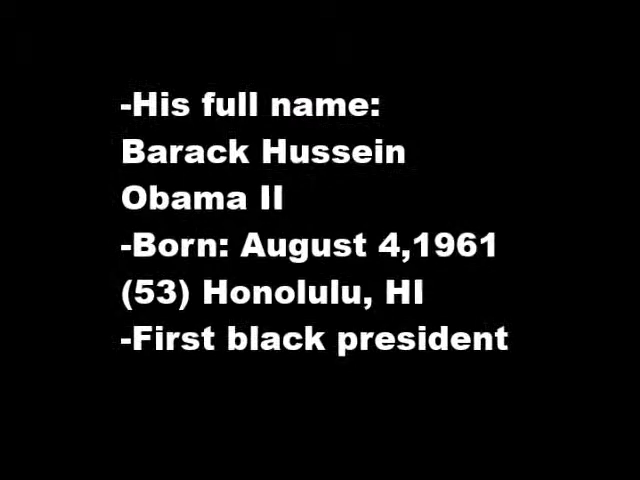 -His full name:
Barack Hussein
Obama II
-Born: August 4,1961
(53) Honolulu, HI
-First black president